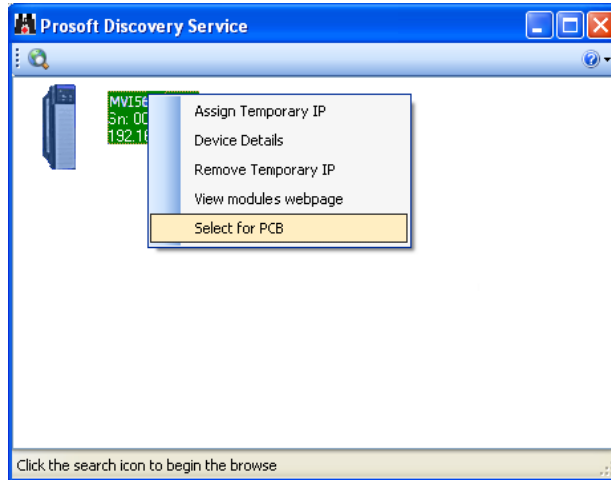 Prosoft Discovery Service
MVI56
Sn: 00
192.16
Assign Temporary IP
Device Details
Remove Temporary IP
View modules webpage
Select for PCB
Click the search icon to begin the browse